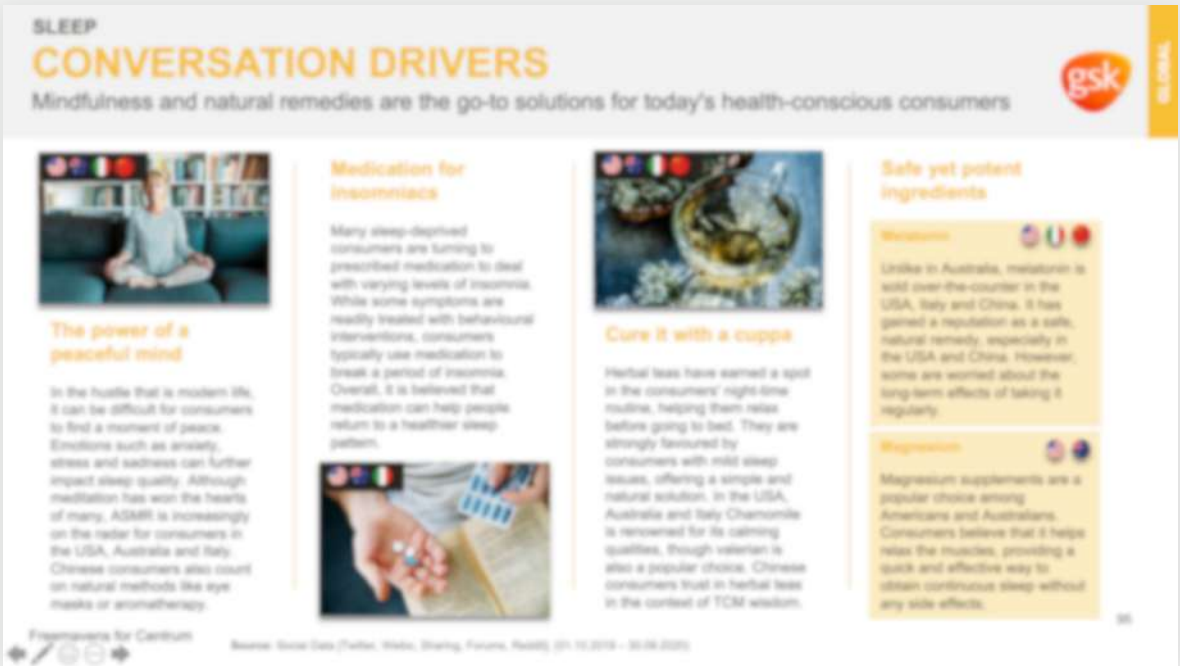 SLEEP
CONVERSATION DRIVERS
Mindfulness and natural remedies are the go-to solutions for today's health-conscious consumers
gsk
GLOBAL
The power of a
peaceful mind
In the hustle that is modern life,
it can be difficult for consumers
to find a moment of peace.
Emotions such as anxiety,
stress and sadness can further
impact sleep quality. Although
meditation has won the hearts
of many, ASMR is increasingly
on the radar for consumers in
the USA, Australia and Italy.
Chinese consumers also count
on natural methods like eye
masks or aromatherapy.
Medication for
insomniacs
Many sleep-deprived
consumers are turning to
prescribed medication to deal
with varying levels of insomnia.
While some symptoms are
readily treated with behavioural
interventions, consumers
typically use medication to
break a period of insomnia.
Overall, it is believed that
medication can help people
return to a healthier sleep
pattern.
Cure it with a cuppa
Herbal teas have earned a spot
in the consumers' night-time
routine, helping them relax
before going to bed. They are
strongly favoured by
consumers with mild sleep
issues, offering a simple and
natural solution. In the USA,
Australia and Italy Chamomile
is renowned for its calming
qualities, though valerian is
also a popular choice. Chinese
consumers trust in herbal teas
in the context of TCM wisdom.
Safe yet potent
ingredients
Melatonin
Unlike in Australia, melatonin is
sold over-the-counter in the
USA, Italy and China. It has
gained a reputation as a safe,
natural remedy, especially in
the USA and China. However,
some are worried about the
long-term effects of taking it
regularly.
Magnesium
Magnesium supplements are a
popular choice among
Americans and Australians.
Consumers believe that it helps
relax the muscles, providing a
quick and effective way to
obtain continuous sleep without
any side effects.
Freemavens for Centrum
Source: Social Data (Twitter, Weibo, Sharing, Forums, Reddit)